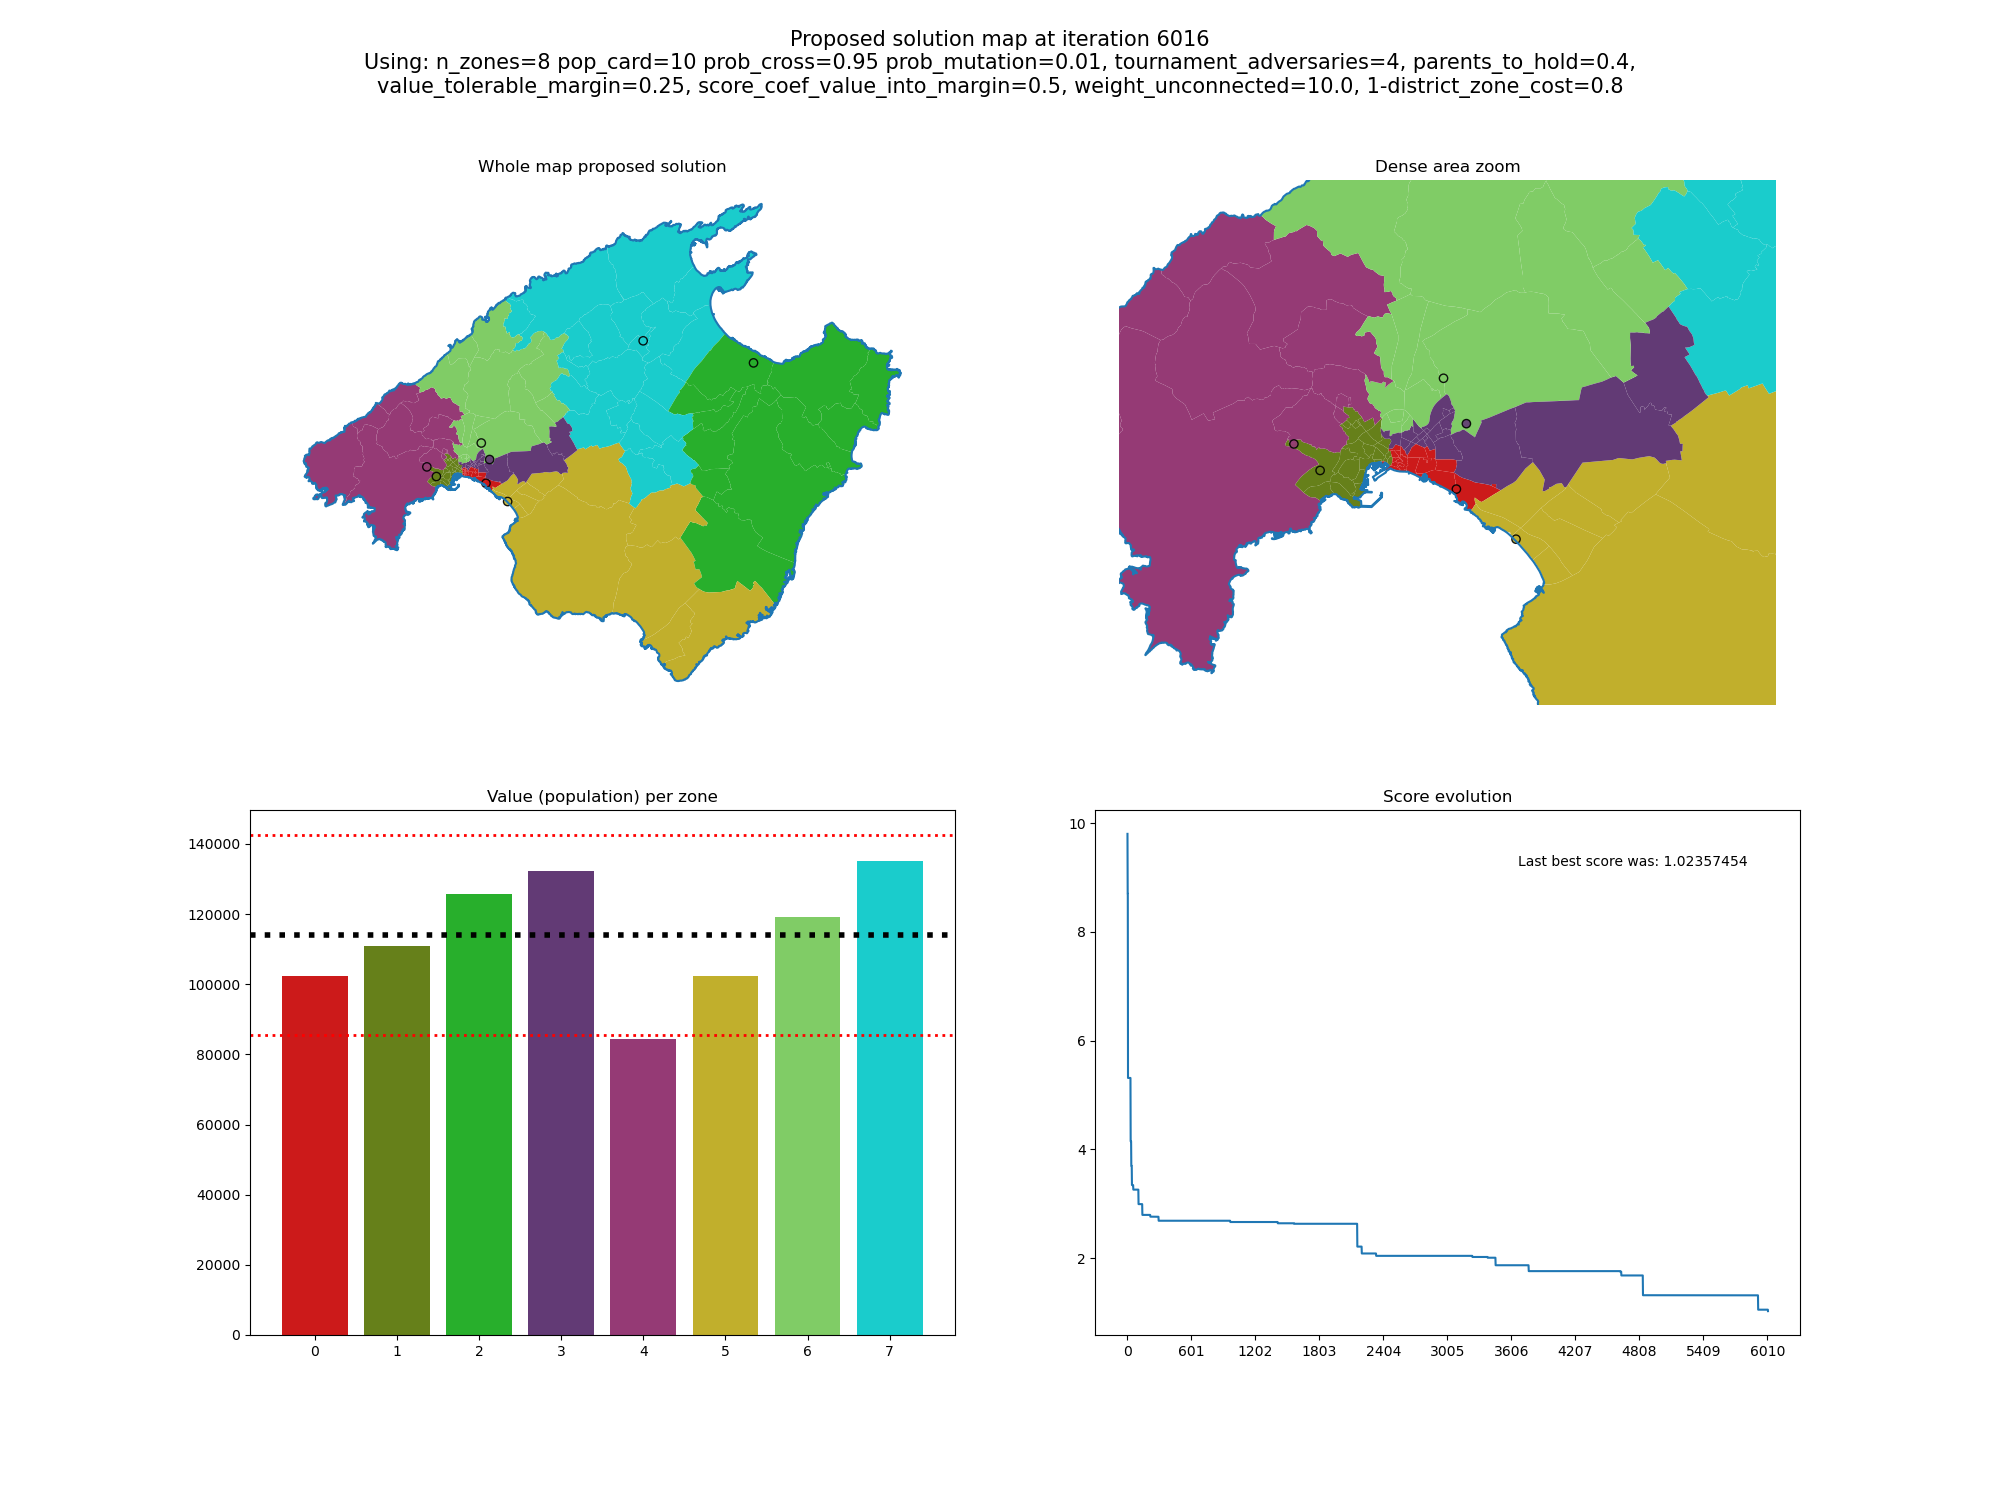 Proposed solution map at iteration 6016
Using: n_zones=8 pop_card=10 prob_cross=0.95 prob_mutation=0.01, tournament_adversaries=4, parents_to_hold=0.4,
value_tolerable_margin=0.25, score_coef_value_into_margin=0.5, weight_unconnected=10.0, 1-district_zone_cost=0.8
Whole map proposed solution
Dense area zoom
Value (population) per zone
140000
120000
100000
80000
60000
40000
20000
0
0 1 2 3 4 5 6 7
Score evolution
Last best score was: 1.02357454
10
8
6
4
2
0 601 1202 1803 2404 3005 3606 4207 4808 5409 6010